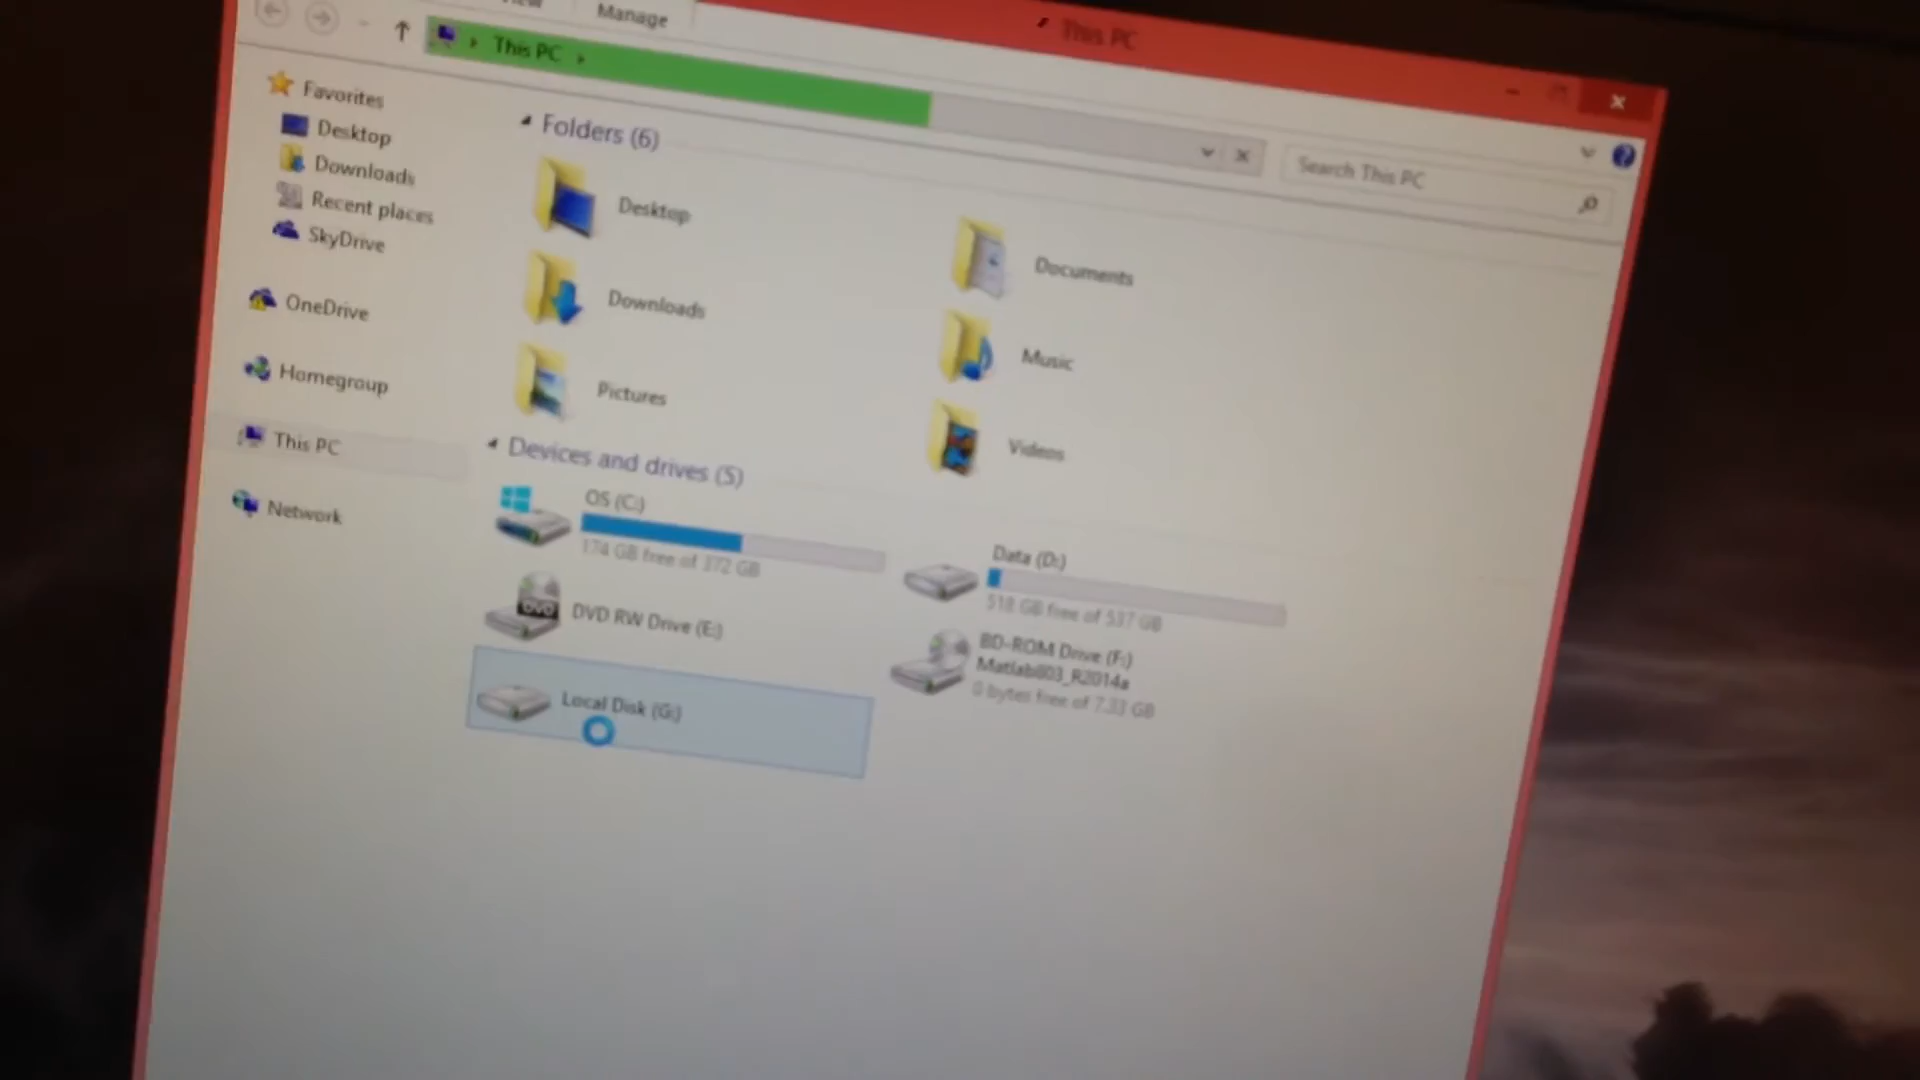 Manage
This PC
This PC
Search This PC
Favorites
Desktop
Downloads
Recent places
SkyDrive
OneDrive
Homegroup
This PC
Network
Folders (6)
Desktop
Documents
Downloads
Music
Pictures
Videos
Devices and drives (5)
OS (C:)
174 GB free of 372 GB
Data (D:)
518 GB free of 537 GB
DVD RW Drive (E:)
BD-ROM Drive (F:)
Matlab803_R2014a
0 bytes free of 7.33 GB
Local Disk (G:)